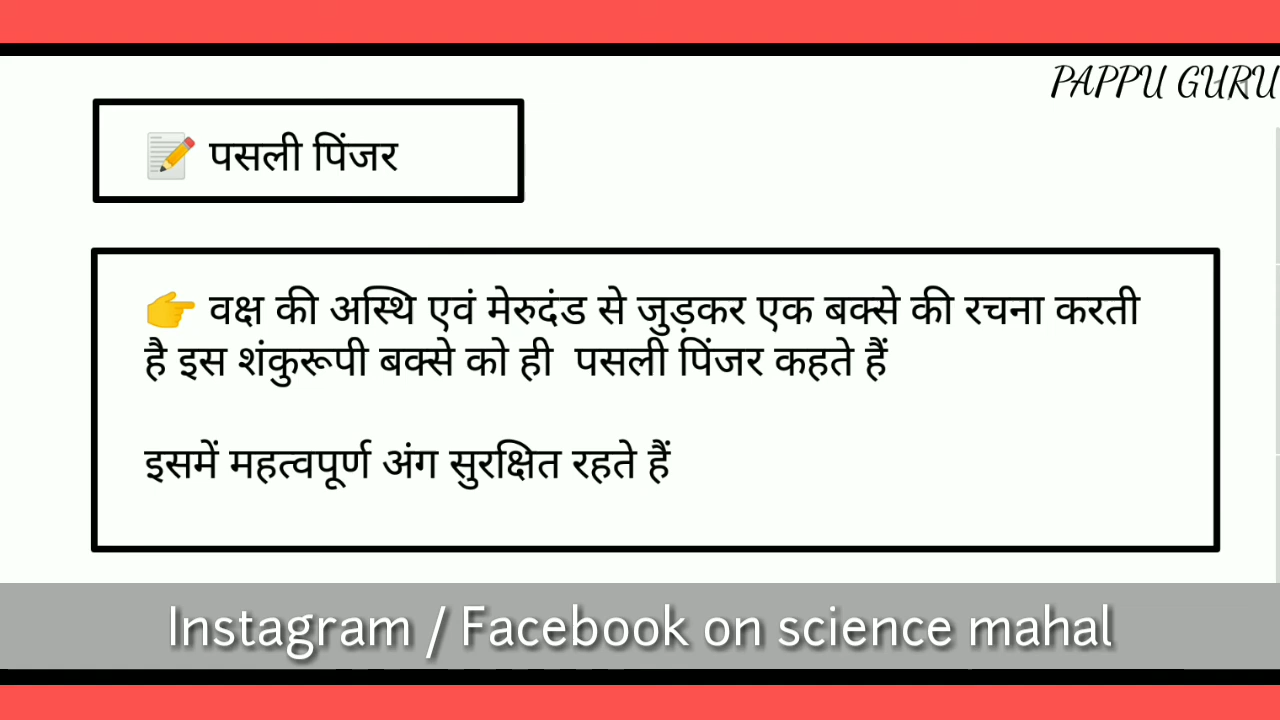 PAPPU GURU
📝 पसली पिंजर
👉 वक्ष की अस्थि एवं मेरुदंड से जुड़कर एक बक्से की रचना करती
है इस शंकुरूपी बक्से को ही पसली पिंजर कहते हैं
इसमें महत्वपूर्ण अंग सुरक्षित रहते हैं
Instagram / Facebook on science mahal